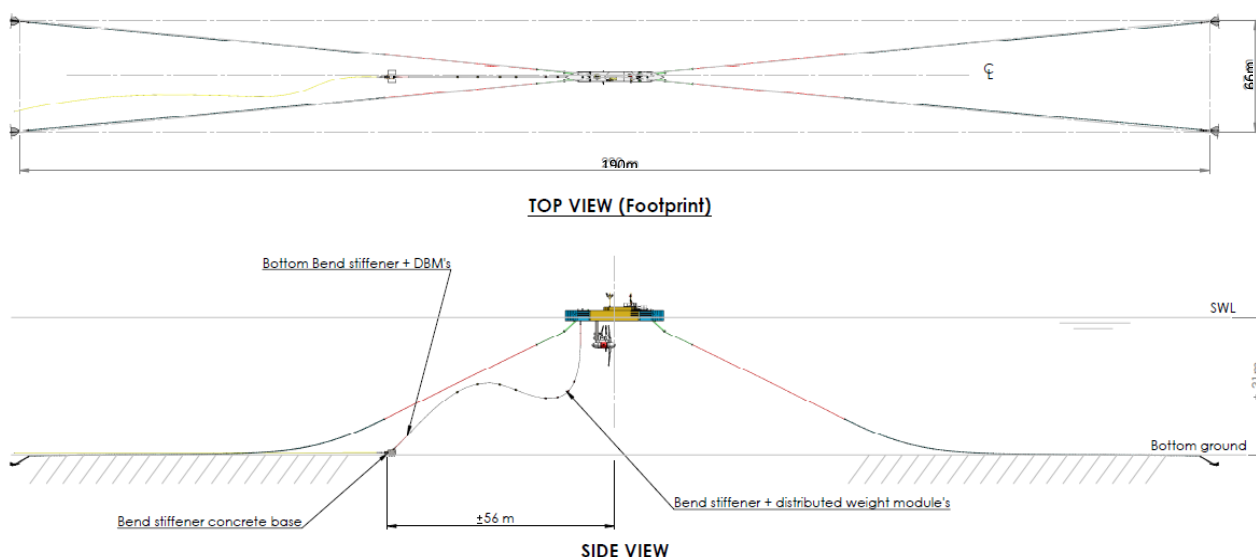 ℄
190m
TOP VIEW (Footprint)
Bottom Bend stiffener + DBM's
SWL
Bottom ground
Bend stiffener + distributed weight module's
Bend stiffener concrete base
±56 m
SIDE VIEW